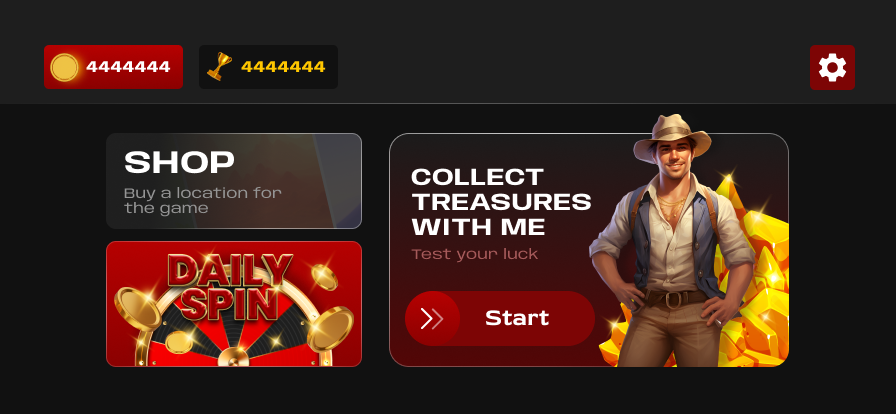 4444444
4444444
SHOP
Buy a location for
the game
DAILY
SPIN
COLLECT
TREASURES
WITH ME
Test your luck
Start